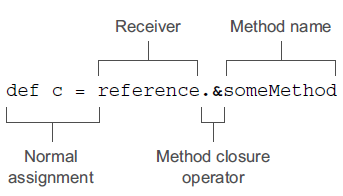 Receiver Method name
def c = reference.&someMethod
Normal
assignment
Method closure
operator